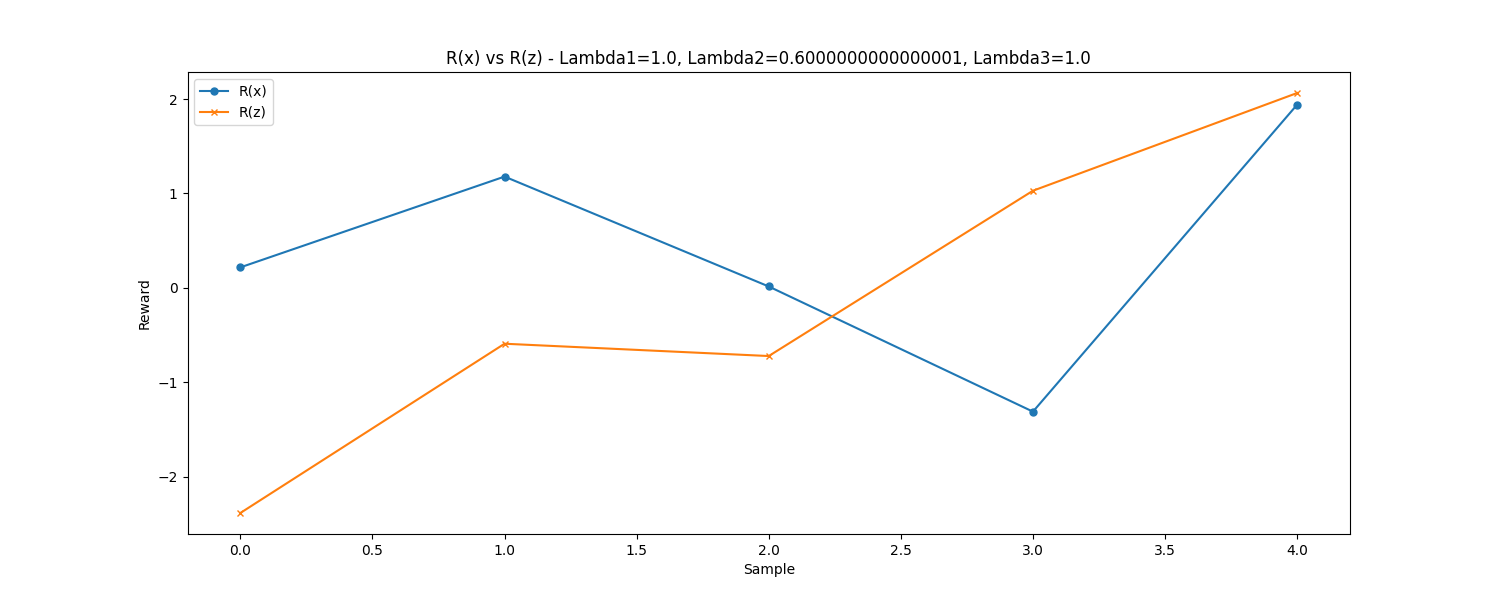 R(x) vs R(z) - Lambda1=1.0, Lambda2=0.6000000000000001, Lambda3=1.0
R(x)
R(z)
2
1
0
−1
−2
Reward
0.0 0.5 1.0 1.5 2.0 2.5 3.0 3.5 4.0
Sample